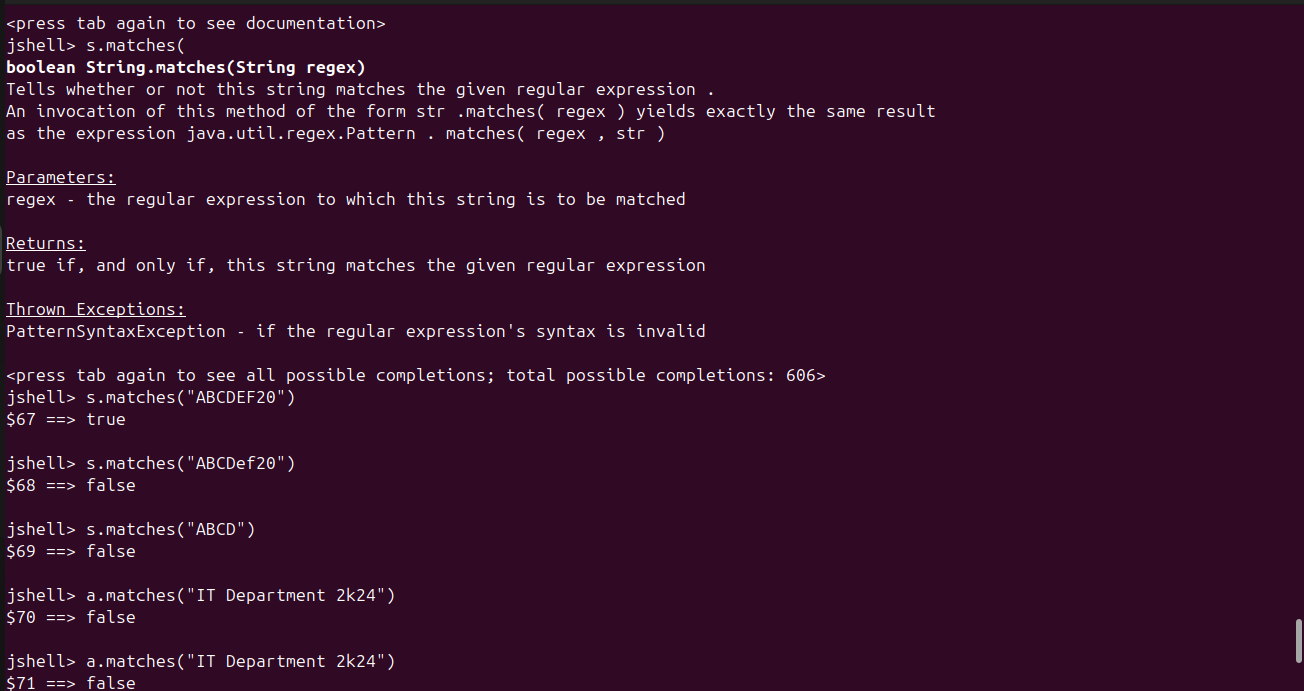 <press tab again to see documentation>
jshell> s.matches(
boolean String.matches(String regex)
Tells whether or not this string matches the given regular expression .
An invocation of this method of the form str .matches( regex ) yields exactly the same result
as the expression java.util.regex.Pattern . matches( regex , str )
Parameters:
regex - the regular expression to which this string is to be matched
Returns:
true if, and only if, this string matches the given regular expression
Thrown Exceptions:
PatternSyntaxException - if the regular expression's syntax is invalid
<press tab again to see all possible completions; total possible completions: 606>
jshell> s.matches("ABCDEF20")
$67 ==> true
jshell> s.matches("ABCDef20")
$68 ==> false
jshell> s.matches("ABCD")
$69 ==> false
jshell> a.matches("IT Department 2k24")
$70 ==> false
jshell> a.matches("IT Department 2k24")
$71 ==> false